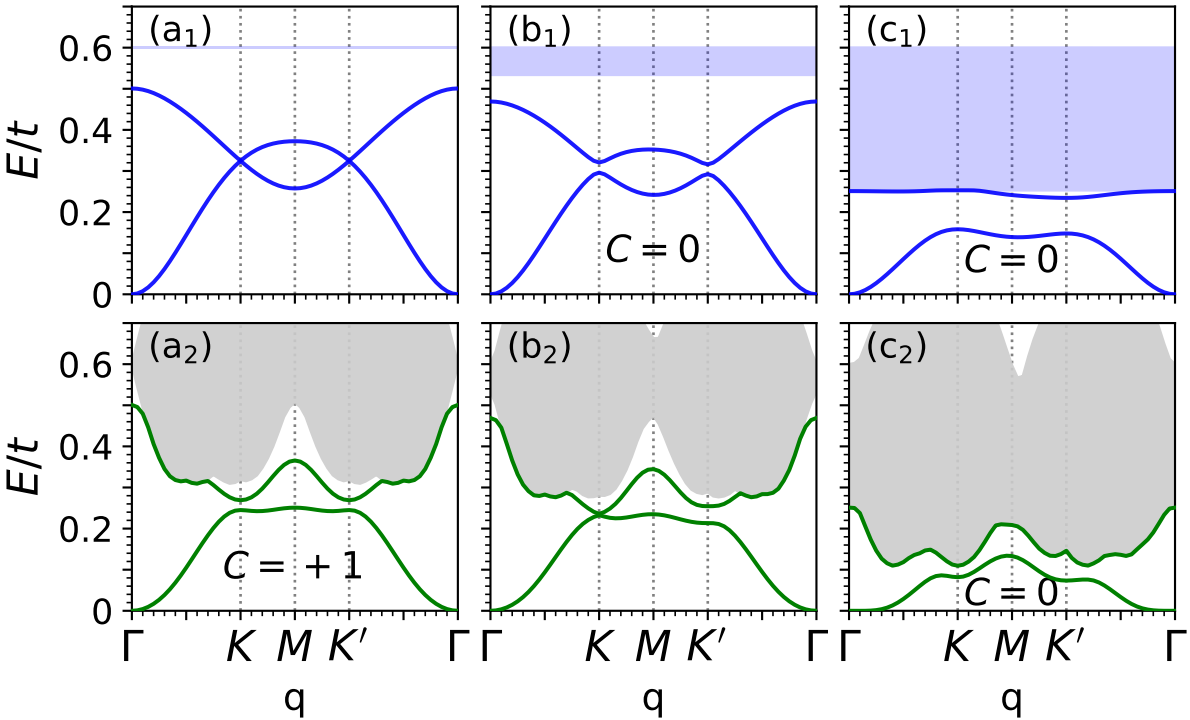 (a₁) (b₁) (c₁)
0.6
0.4
E/t
0.2
C = 0 C = 0
0
(a₂) (b₂) (c₂)
0.6
0.4
E/t
0.2
C = +1 C = 0
0
Γ K M K′ Γ Γ K M K′ Γ K M K′ Γ
q q q